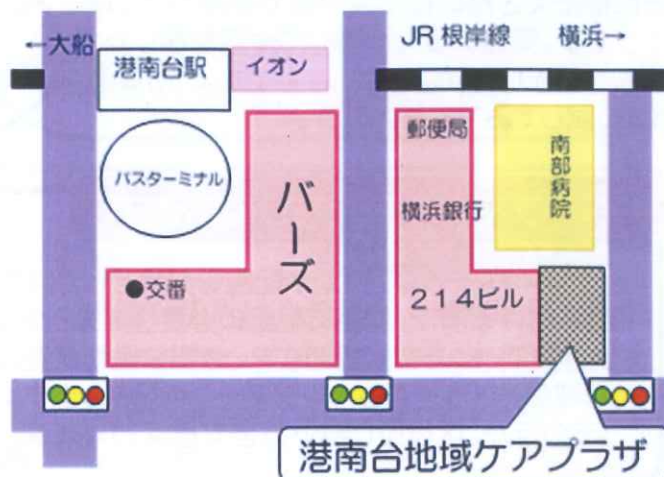 ←大船
JR根岸線 横浜→
港南台駅
イオン
郵便局
南部病院
バスターミナル
バーズ
横浜銀行
●交番
214ビル
港南台地域ケアプラザ